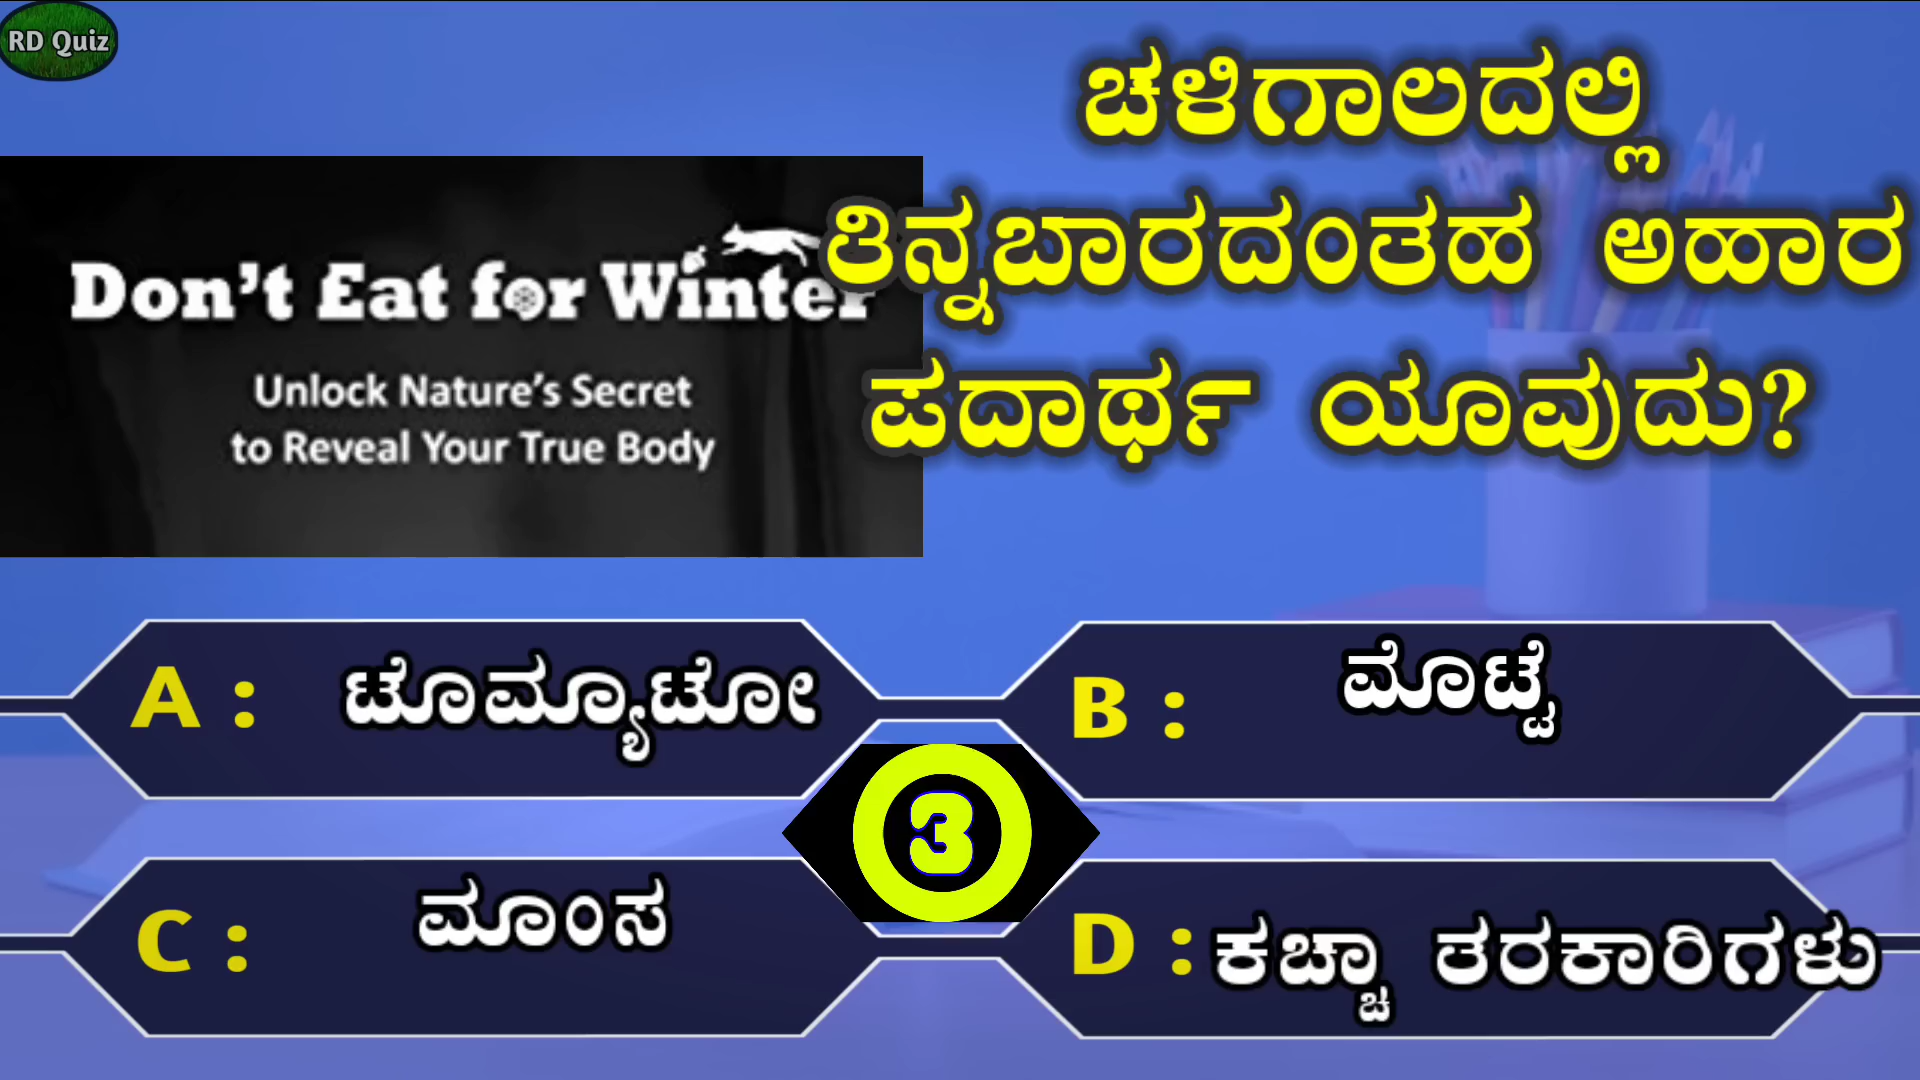 RD Quiz
ಚಳಿಗಾಲದಲ್ಲಿ
ತಿನ್ನಬಾರದಂತಹ ಅಹಾರ
ಪದಾರ್ಥ ಯಾವುದು?
Don't Eat for Winter
Unlock Nature's Secret
to Reveal Your True Body
A : ಟೊಮ್ಯಾಟೋ
B : ಮೊಟ್ಟೆ
3
C : ಮಾಂಸ
D : ಕಚ್ಚಾ ತರಕಾರಿಗಳು